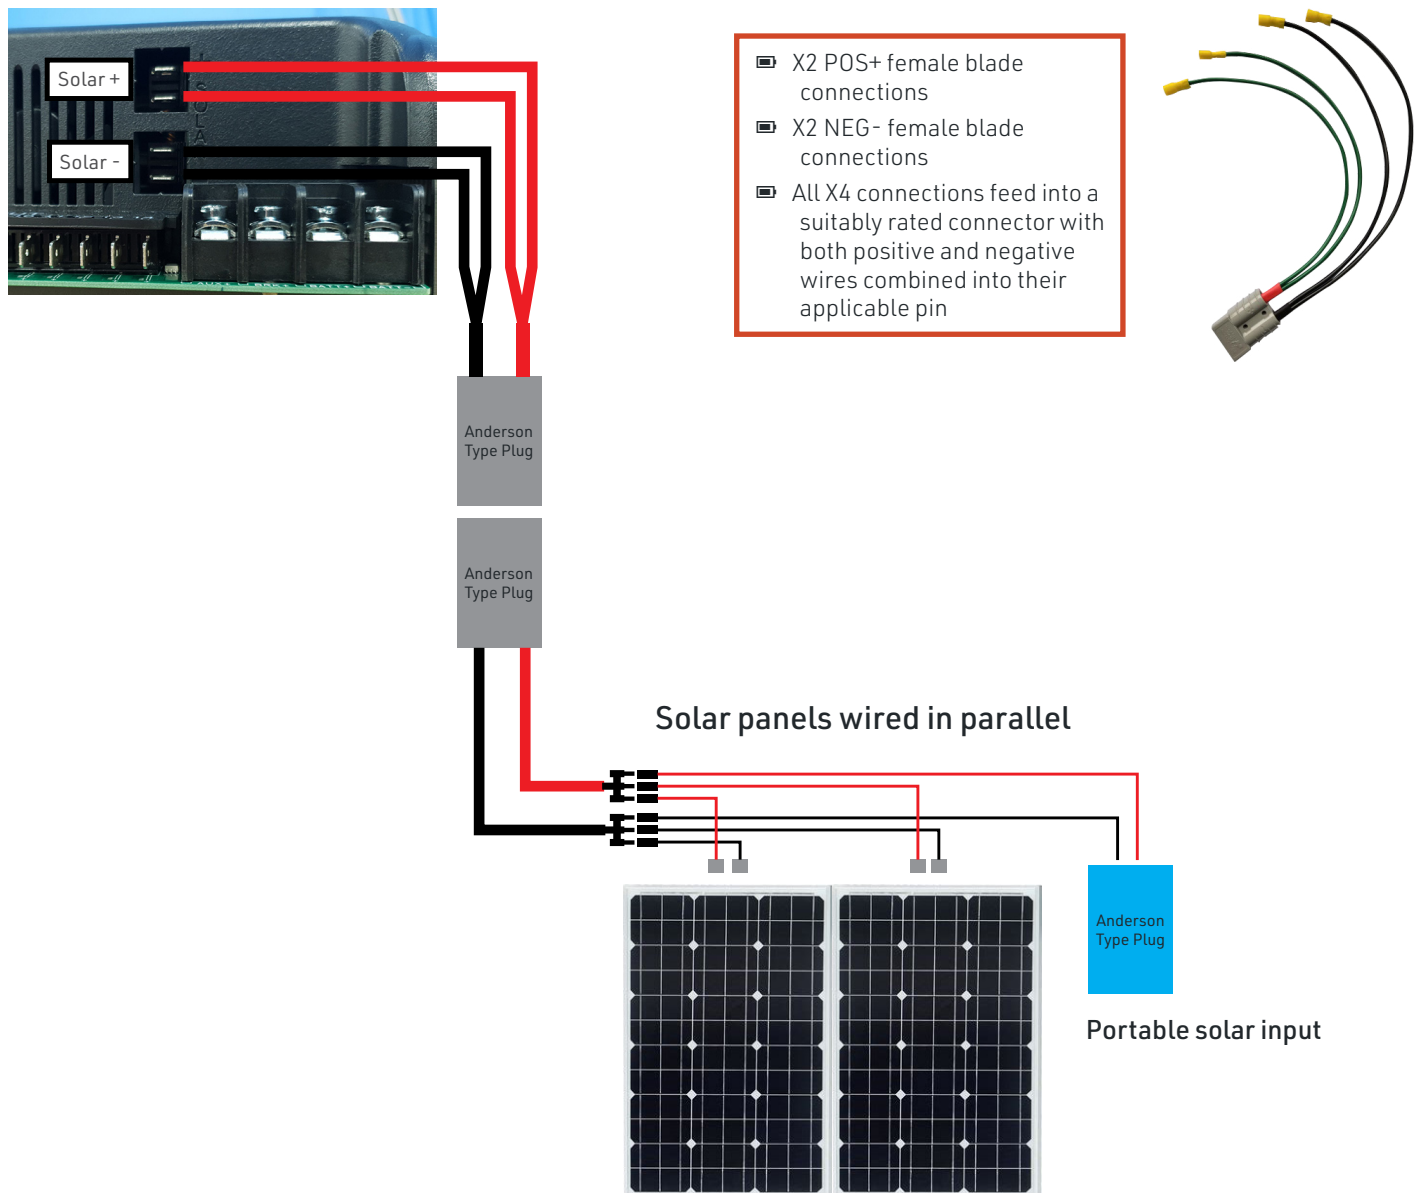 Solar +
Solar -
SOLA
X2 POS+ female blade
connections
X2 NEG- female blade
connections
All X4 connections feed into a
suitably rated connector with
both positive and negative
wires combined into their
applicable pin
Anderson
Type Plug
Anderson
Type Plug
Solar panels wired in parallel
Anderson
Type Plug
Portable solar input